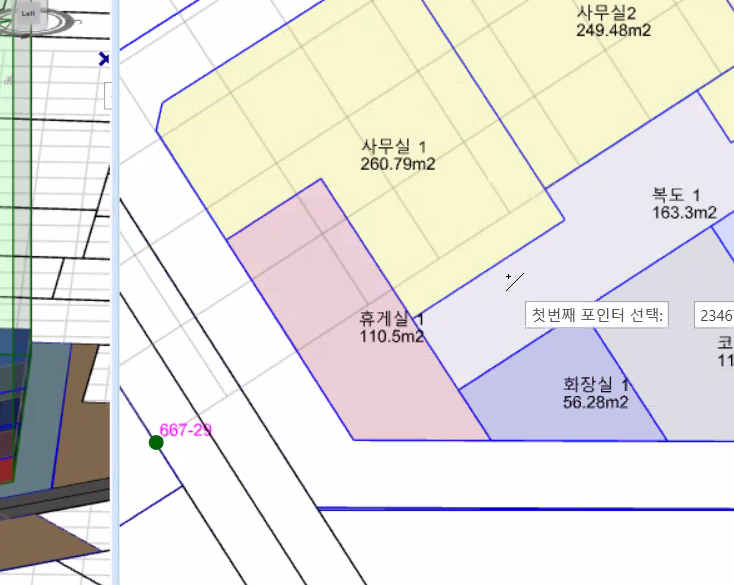 Left
사무실2
249.48m2
사무실 1
260.79m2
복도 1
163.3m2
첫번째 포인터 선택:
2346
휴게실 1
110.5m2
코
11
화장실 1
56.28m2
667-29